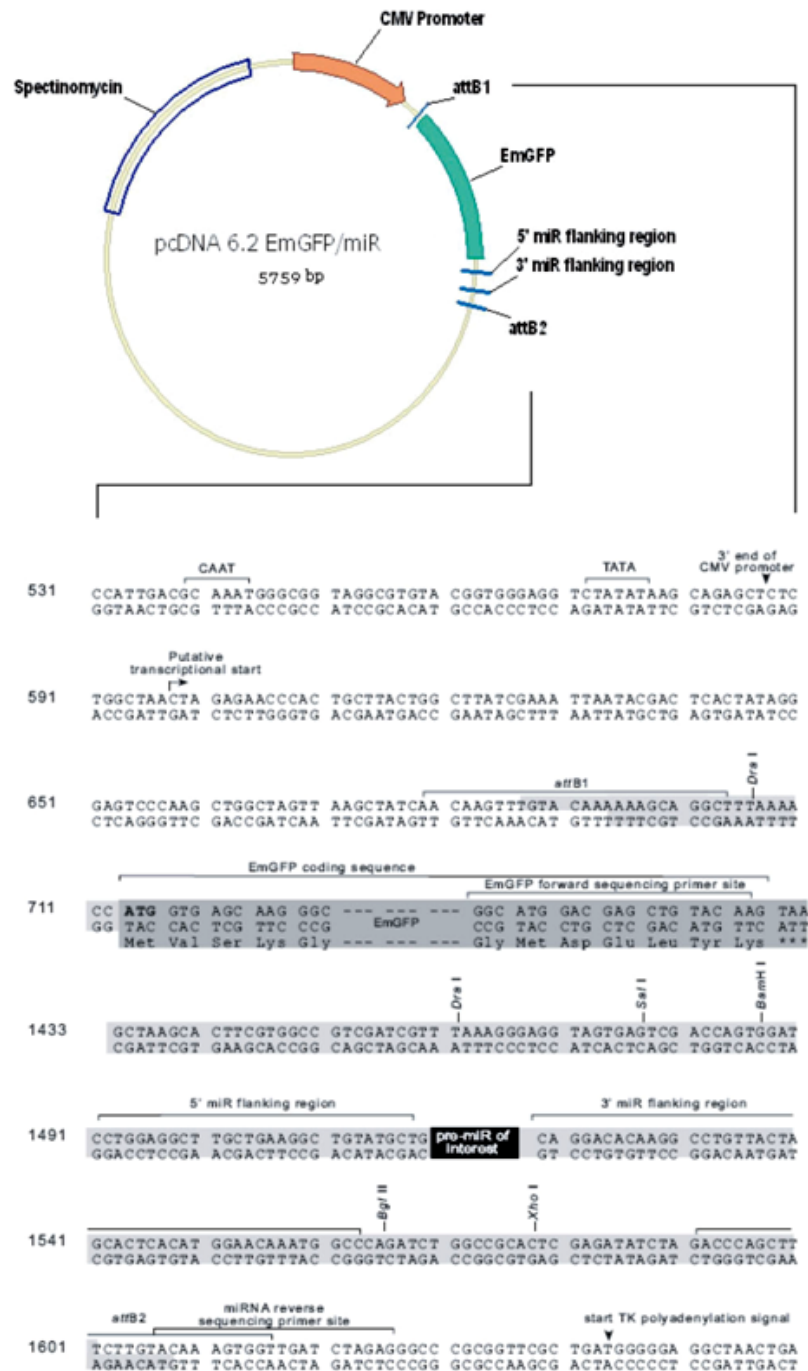 CMV Promoter
Spectinomycin
attB1
EmGFP
pcDNA 6.2 EmGFP/miR
5759 bp
5' miR flanking region
3' miR flanking region
attB2
CAAT
TATA
3' end of
CMV promoter
531 CCATTGACGC AAATGGGCGG TAGGCGTGTA CGGTGGGAGG TCTATATAAG CAGAGCTCTC
GGTAACTGCG TTTACCCGCC ATCCGCACAT GCCACCCTCC AGATATATTC GTCTCGAGAG
Putative
transcriptional start
591 TGGCTAACTA GAGAACCCAC TGCTTACTGG CTTATCGAAA TTAATACGAC TCACTATAGG
ACCGATTGAT CTCTTGGGTG ACGAATGACC GAATAGCTTT AATTATGCTG AGTGATATCC
attB1
Dra I
651 GAGTCCCAAG CTGGCTAGTT AAGCTATCAA CAAGTTTGTA CAAAAAAGCA GGCTTTAAAA
CTCAGGGTTC GACCGATCAA TTCGATAGTT GTTCAAACAT GTTTTTTCGT CCGAAATTTT
EmGFP coding sequence
EmGFP forward sequencing primer site
711 CC ATG GTG AGC AAG GGC --- --- --- GGC ATG GAC GAG CTG TAC AAG TAA
GG TAC CAC TCG TTC CCG EmGFP CCG TAC CTG CTC GAC ATG TTC ATT
Met Val Ser Lys Gly --- --- --- Gly Met Asp Glu Leu Tyr Lys ***
Dra I
Sal I
BamH I
1433 GCTAAGCA CTTCGTGGCC GTCGATCGTT TAAAGGGAGG TAGTGAGTCG ACCAGTGGAT
CGATTCGT GAAGCACCGG CAGCTAGCAA ATTTCCCTCC ATCACTCAGC TGGTCACCTA
5' miR flanking region
3' miR flanking region
1491 CCTGGAGGCT TGCTGAAGGC TGTATGCTG pre-miR of interest CA GGACACAAGG CCTGTTACTA
GGACCTCCGA ACGACTTCCG ACATACGAC GT CCTGTGTTCC GGACAATGAT
Bgl II
Xho I
1541 GCACTCACAT GGAACAAATG GCCCAGATCT GGCCGCACTC GAGATATCTA GACCCAGCTT
CGTGAGTGTA CCTTGTTTAC CGGGTCTAGA CCGGCGTGAG CTCTATAGAT CTGGGTCGAA
attB2
miRNA reverse
sequencing primer site
start TK polyadenylation signal
1601 TCTTGTACAA AGTGGTTGAT CTAGAGGGCC CGCGGTTCGC TGATGGGGGA GGCTAACTGA
AGAACATGTT TCACCAACTA GATCTCCCGG GCGCCAAGCG ACTACCCCCT CCGATTGACT